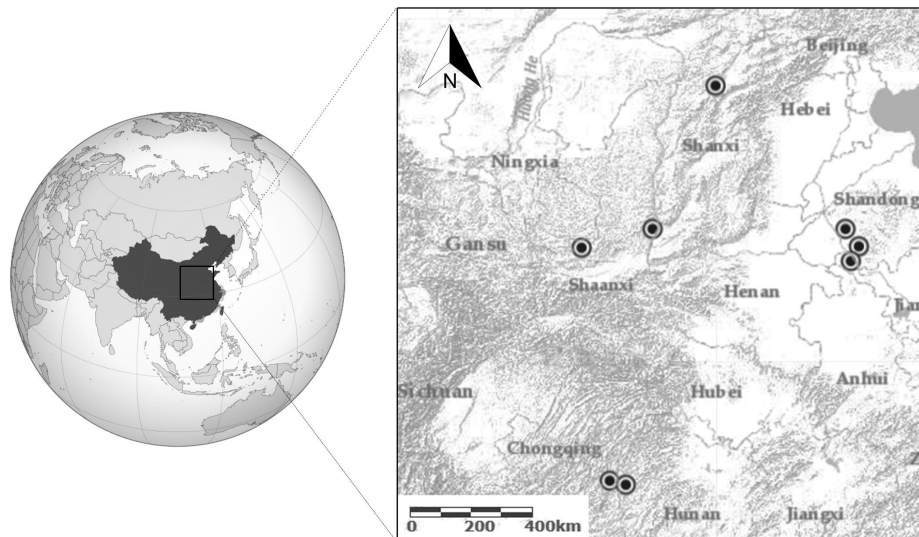 Beijing
N
Huang He
Hebei
Shanxi
Ningxia
Shandong
Gansu
Shaanxi
Henan
Jian
Sichuan
Anhui
Hubei
Chongqing
Z
0 200 400km
Hunan
Jiangxi